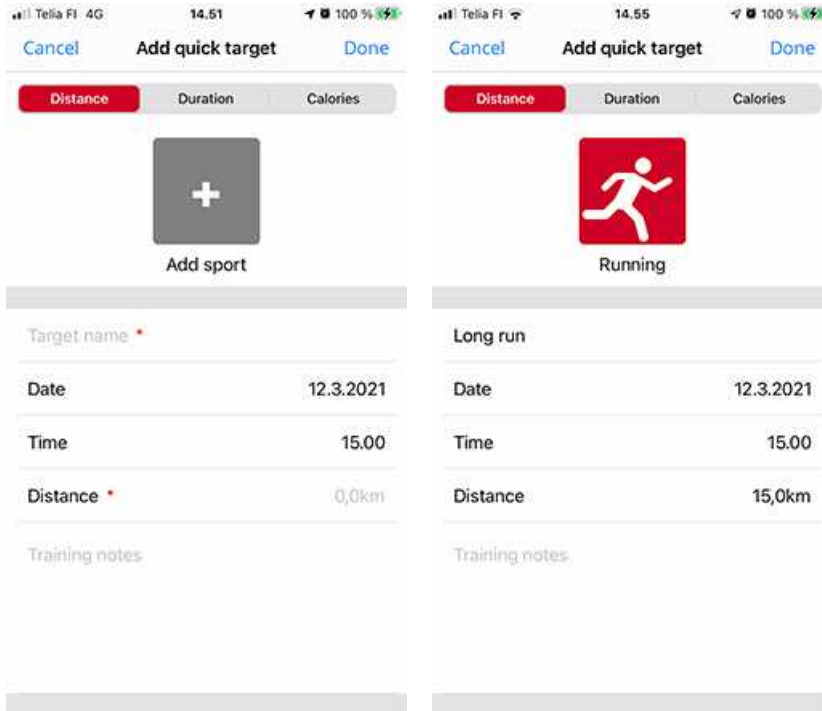 Telia FI 4G 14.51 100 %
Cancel Add quick target Done
Distance Duration Calories
+
Add sport
Target name *
Date 12.3.2021
Time 15.00
Distance * 0,0km
Training notes
Telia FI 14.55 100 %
Cancel Add quick target Done
Distance Duration Calories
Running
Long run
Date 12.3.2021
Time 15.00
Distance 15,0km
Training notes